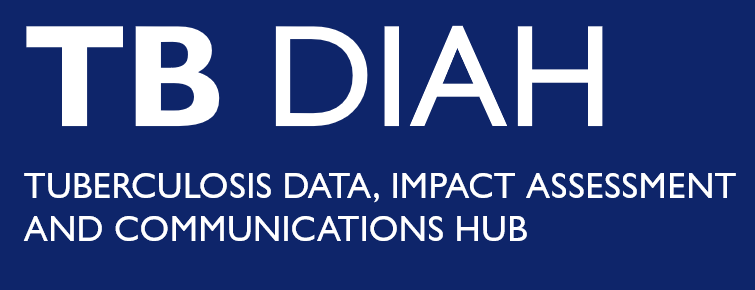 TB DIAH
TUBERCULOSIS DATA, IMPACT ASSESSMENT
AND COMMUNICATIONS HUB